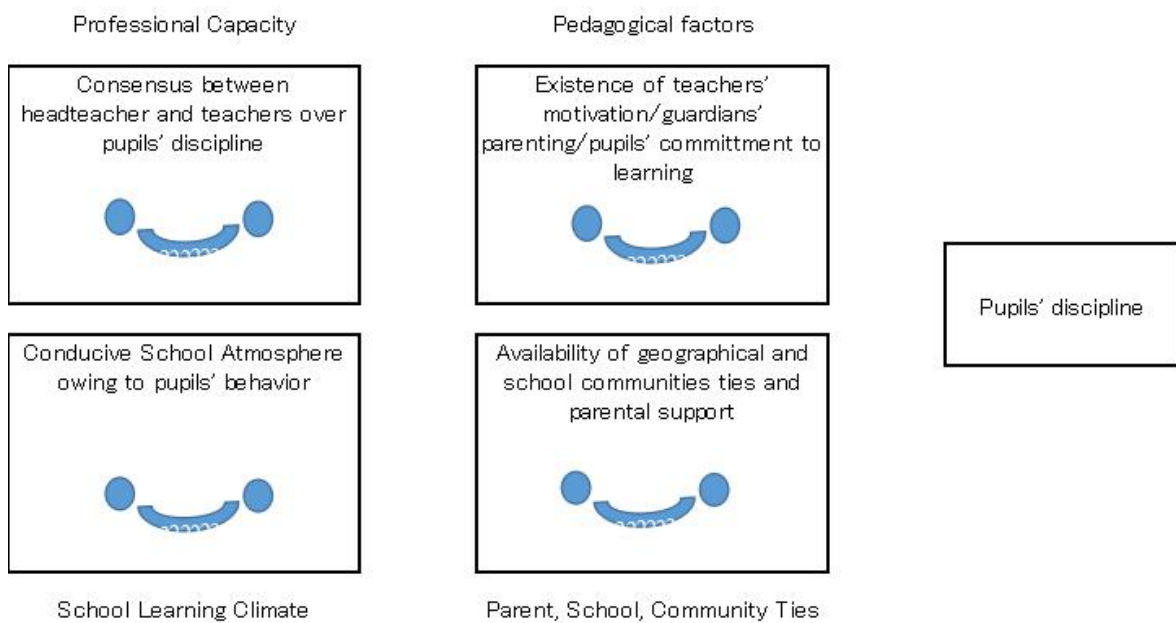 Professional Capacity
Pedagogical factors
Consensus between
headteacher and teachers over
pupils' discipline
Existence of teachers'
motivation/guardians'
parenting/pupils' committment to
learning
Pupils' discipline
Conducive School Atmosphere
owing to pupils' behavior
Availability of geographical and
school communities ties and
parental support
School Learning Climate
Parent, School, Community Ties